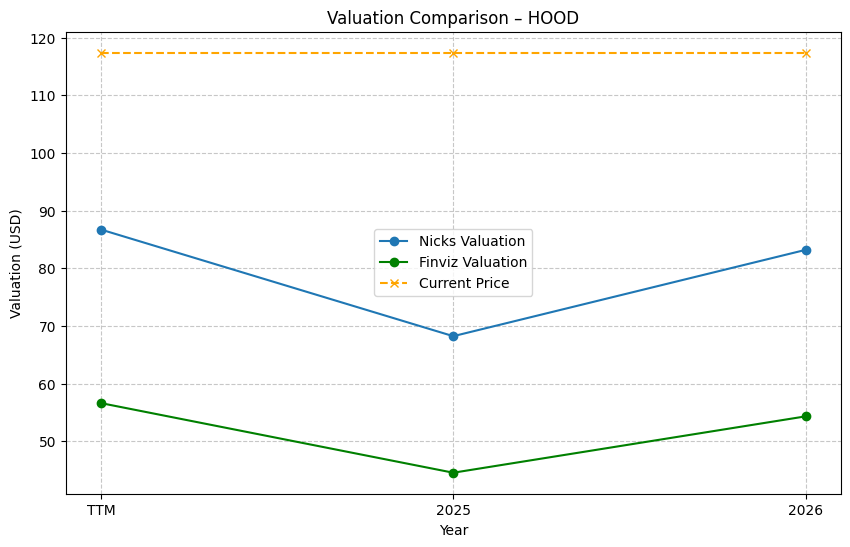 Valuation Comparison – HOOD
120
110
100
90
80
70
60
50
Valuation (USD)
Nicks Valuation
Finviz Valuation
Current Price
TTM
2025
2026
Year